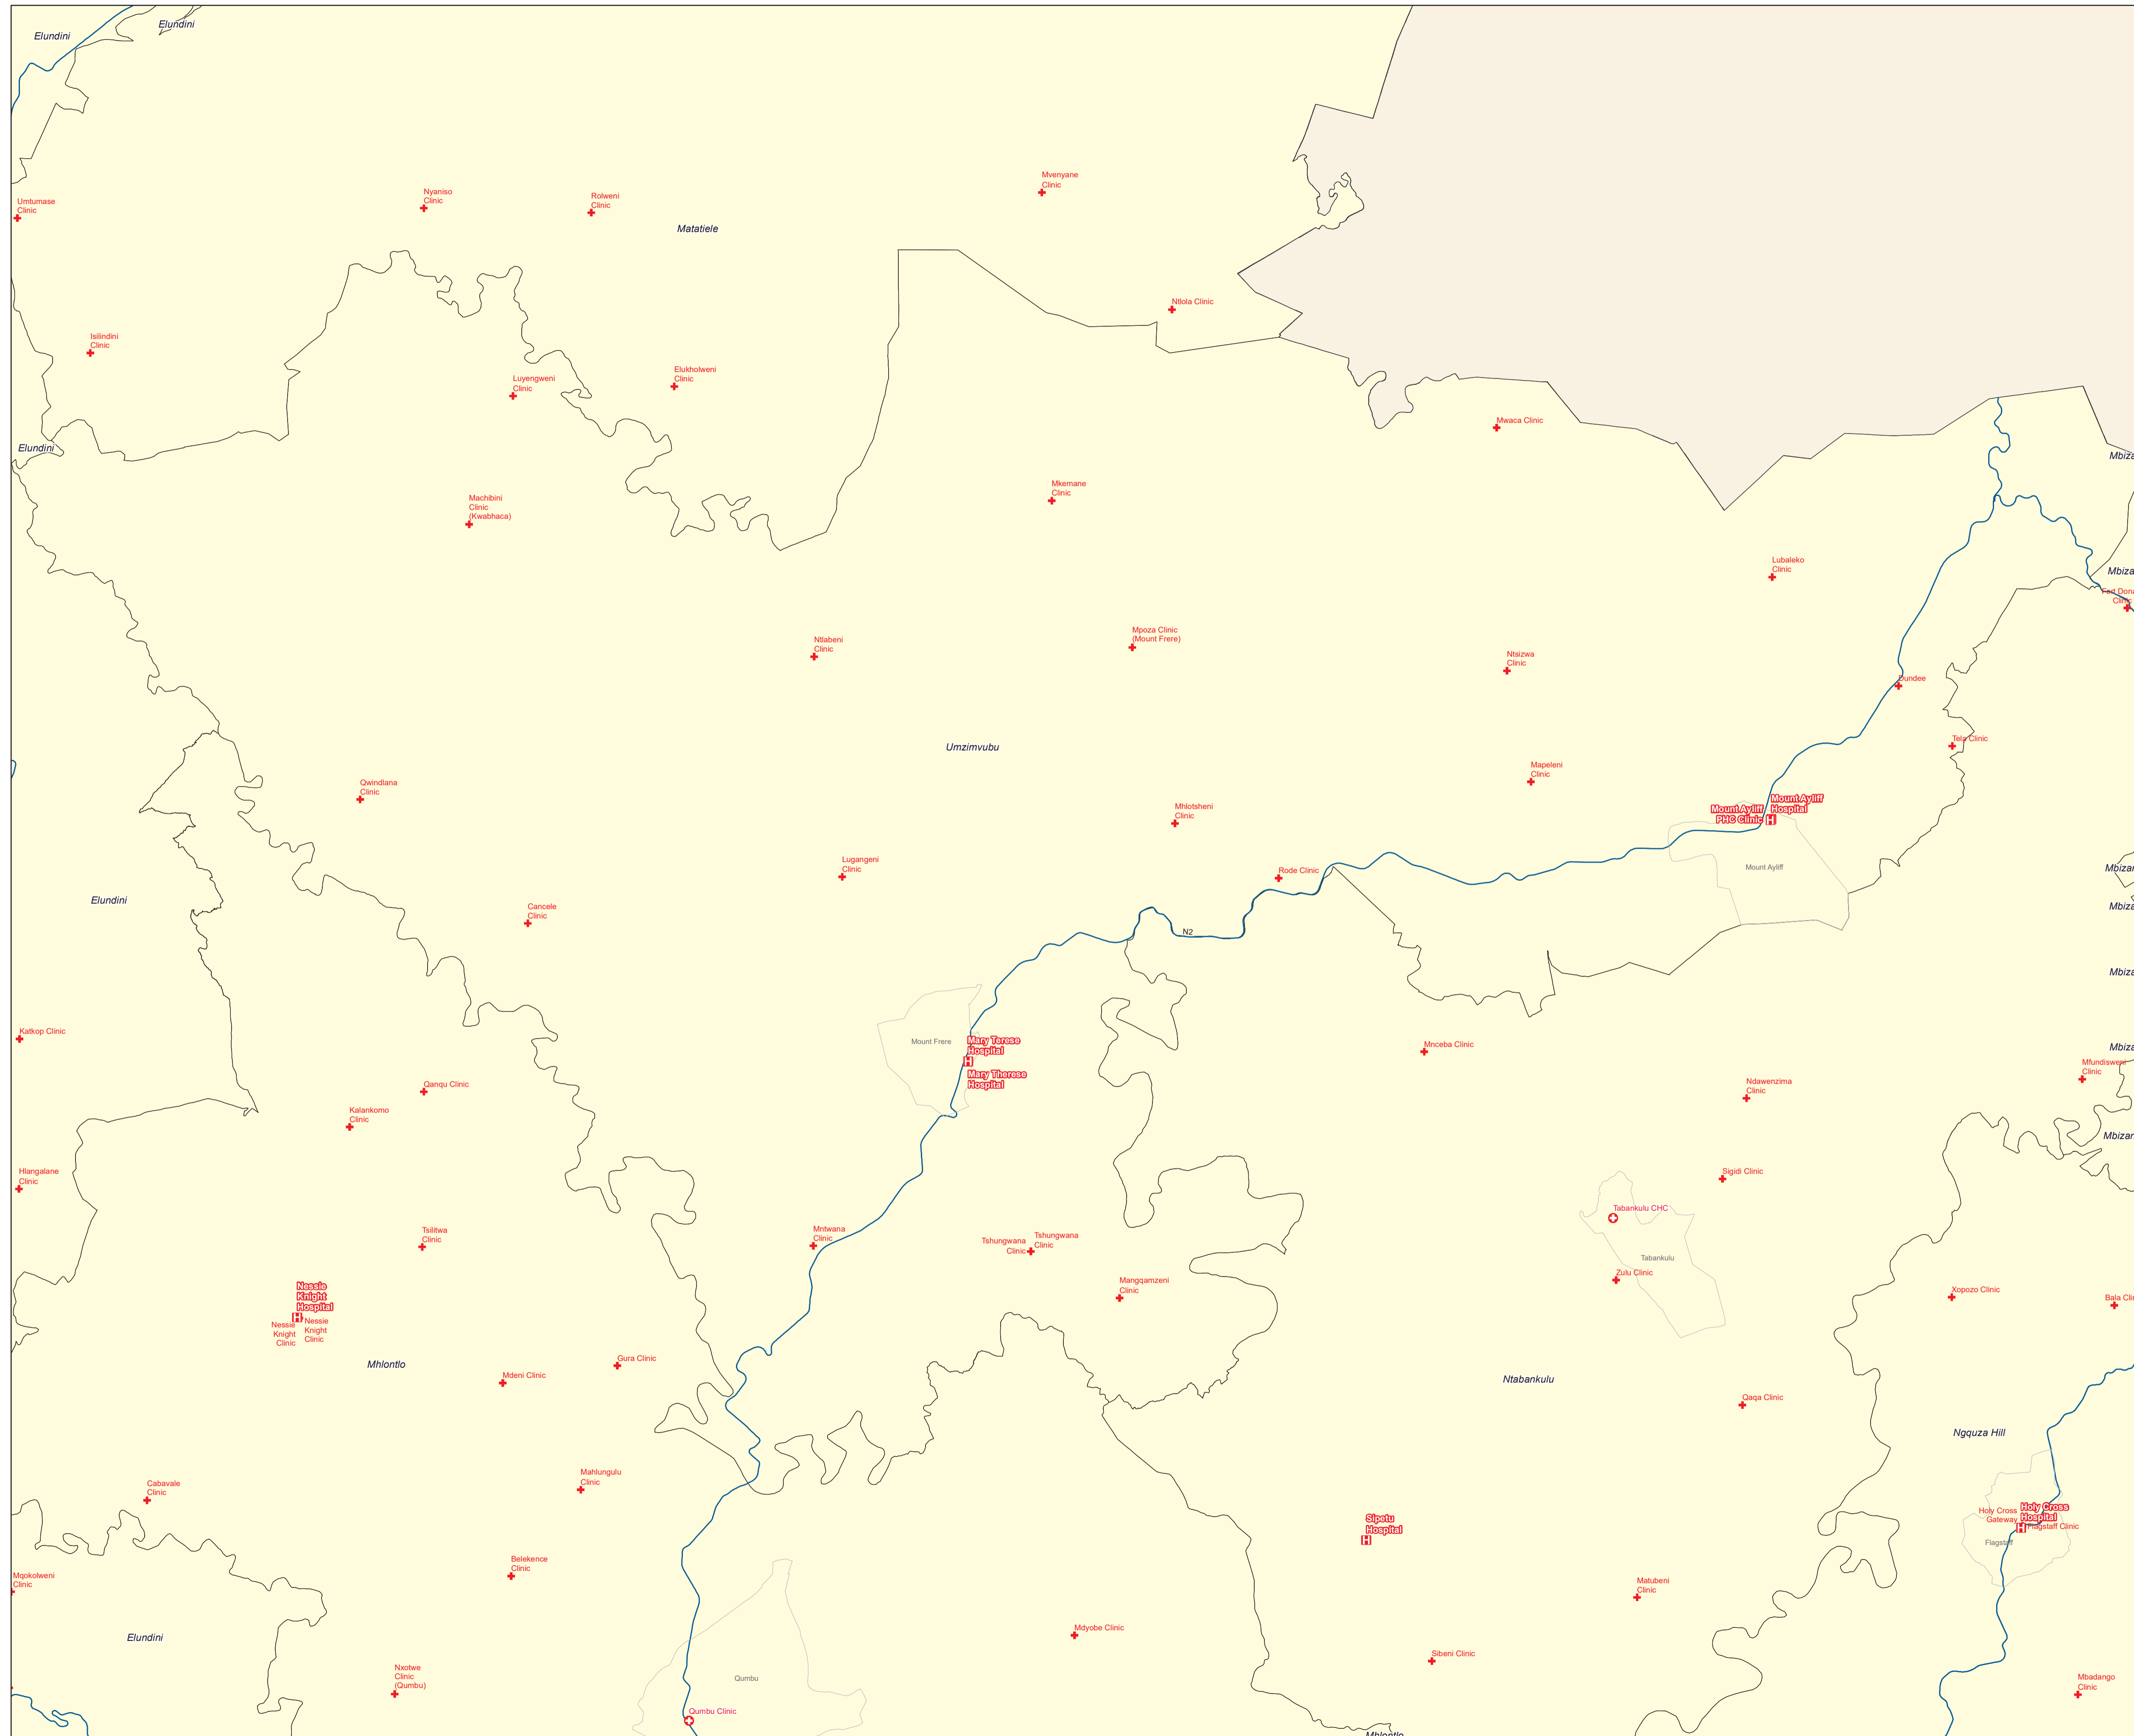 Elundini
Elundini
Umtumase
Clinic
Nyaniso
Clinic
Rolweni
Clinic
Mvenyane
Clinic
Matatiele
Ntlola Clinic
Isilindini
Clinic
Luyengweni
Clinic
Elukholweni
Clinic
Mwaca Clinic
Elundini
Machibini
Clinic
(Kwabhaca)
Mkemane
Clinic
Lubaleko
Clinic
Ntlabeni
Clinic
Mpoza Clinic
(Mount Frere)
Ntsizwa
Clinic
Dundee
Tela Clinic
Umzimvubu
Qwindlana
Clinic
Mapeleni
Clinic
Mhlotsheni
Clinic
Mount Ayliff
PHC Clinic
Mount Ayliff
Hospital
Lugangeni
Clinic
Rode Clinic
Mount Ayliff
Elundini
Cancele
Clinic
N2
Katkop Clinic
Mount Frere
Mary Terese
Hospital
Mary Therese
Hospital
Mnceba Clinic
Mfundisweni
Clinic
Qanqu Clinic
Ndawenzima
Clinic
Kalankomo
Clinic
Hlangalane
Clinic
Sigidi Clinic
Tabankulu CHC
Tsilitwa
Clinic
Mntwana
Clinic
Tshungwana
Clinic
Tshungwana
Clinic
Tabankulu
Zulu Clinic
Mangqamzeni
Clinic
Xopozo Clinic
Nessie
Knight
Hospital
Nessie
Knight
Clinic
Nessie
Knight
Clinic
Mhlontlo
Gura Clinic
Mdeni Clinic
Ntabankulu
Qaqa Clinic
Ngquza Hill
Mahlungulu
Clinic
Cabavale
Clinic
Sipetu
Hospital
Holy Cross
Gateway
Holy Cross
Hospital
Flagstaff Clinic
Flagstaff
Mqokolweni
Clinic
Belekence
Clinic
Matubeni
Clinic
Elundini
Mdyobe Clinic
Sibeni Clinic
Nxotwe
Clinic
(Qumbu)
Qumbu
Mbadango
Clinic
Qumbu Clinic